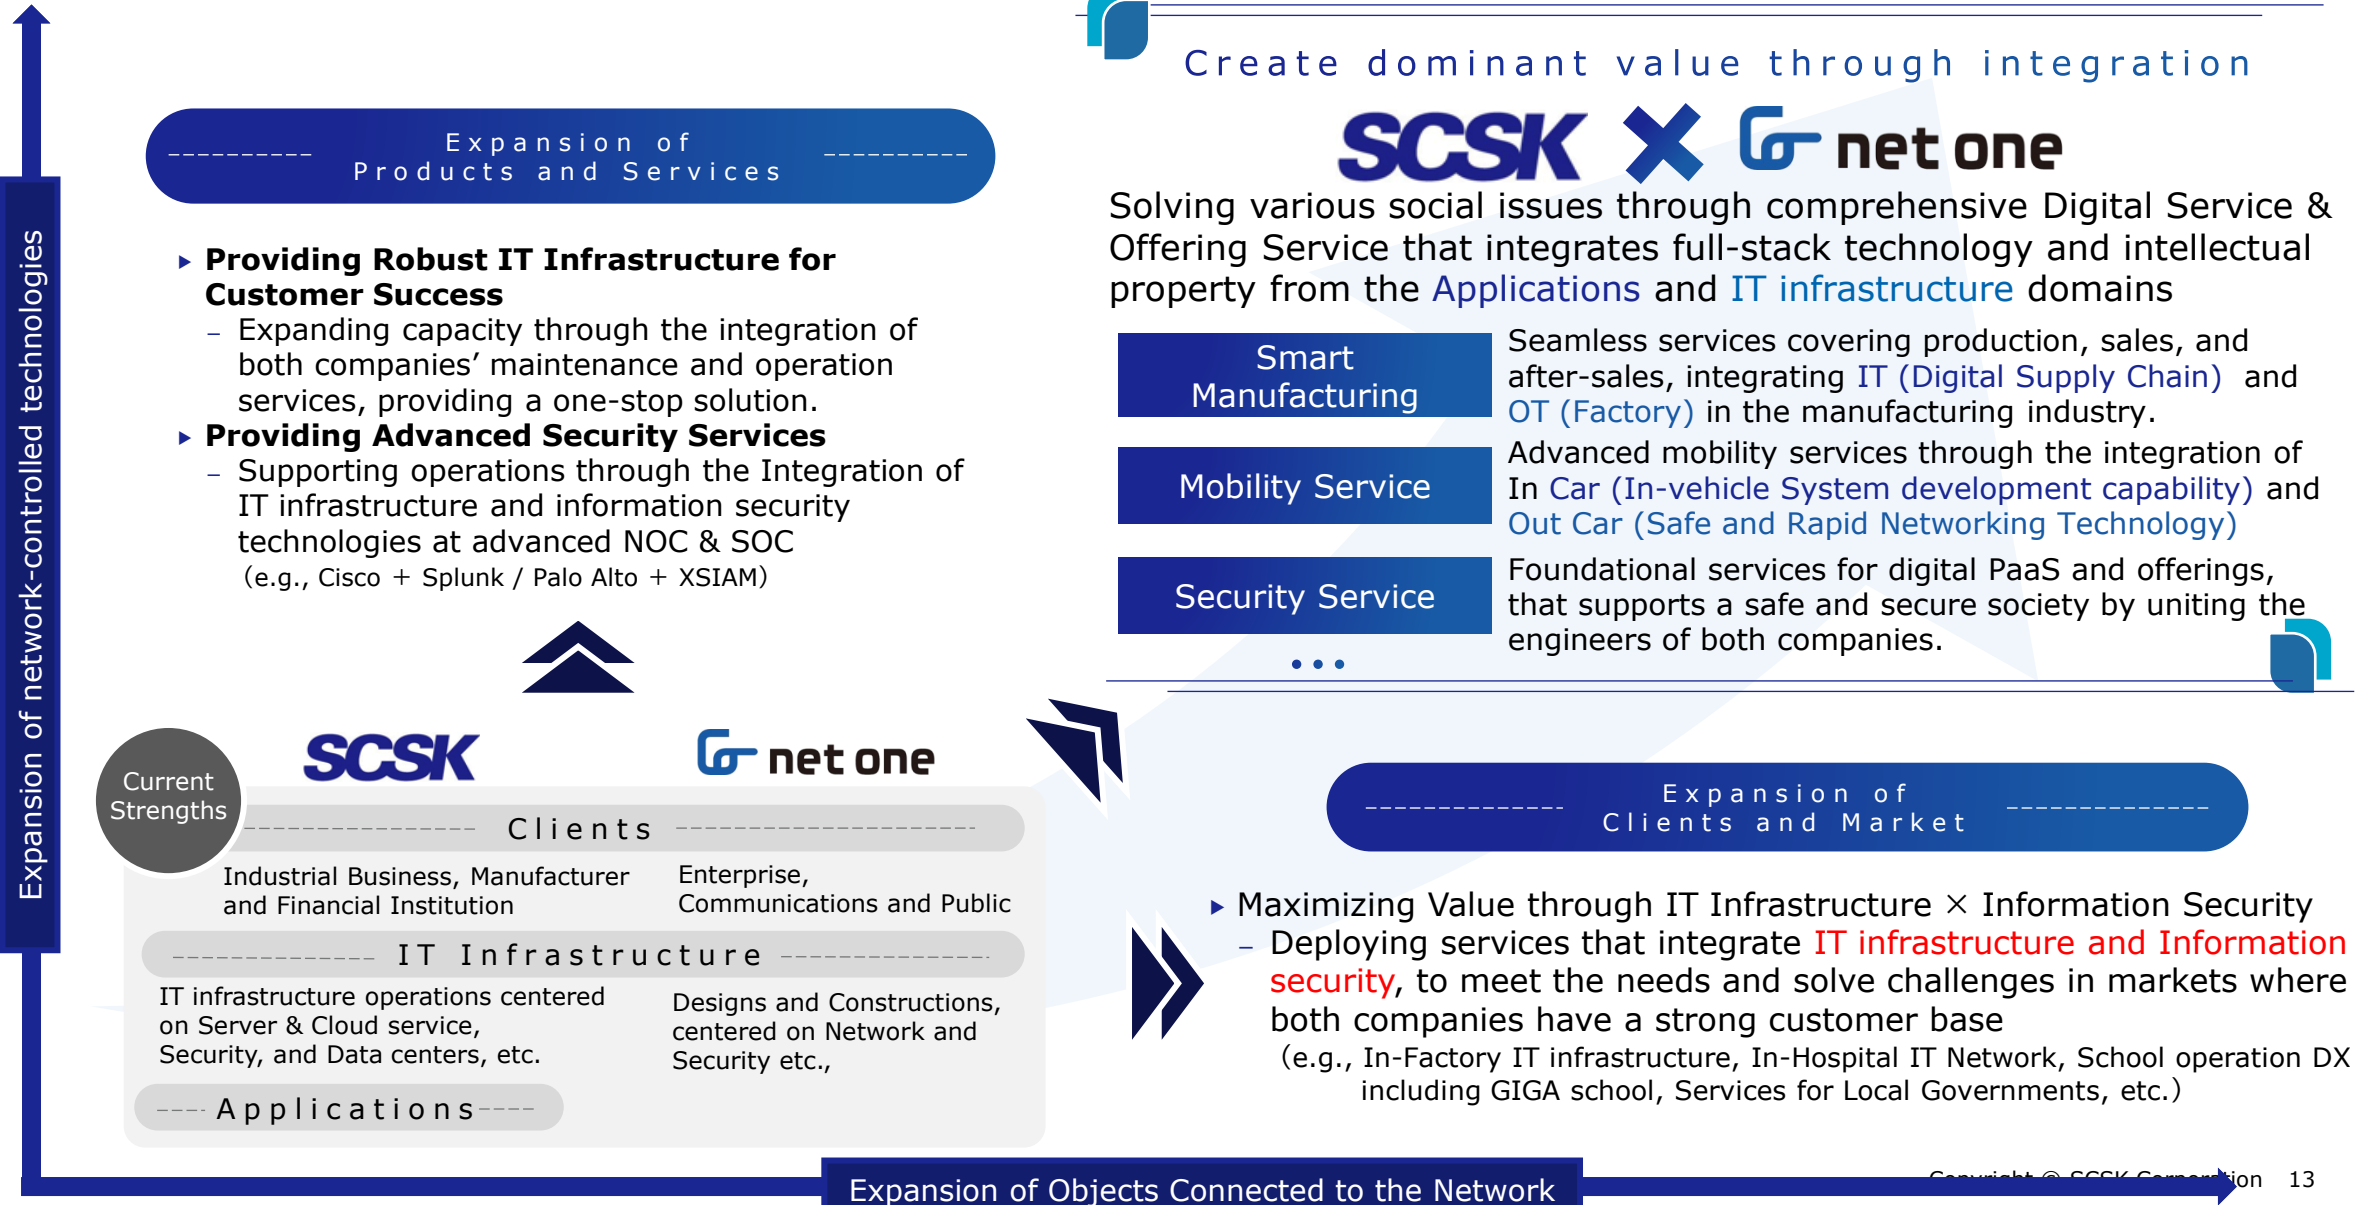 Expansion of network-controlled technologies
Expansion of
Products and Services
▶ Providing Robust IT Infrastructure for
Customer Success
– Expanding capacity through the integration of
both companies’ maintenance and operation
services, providing a one-stop solution.
▶ Providing Advanced Security Services
– Supporting operations through the Integration of
IT infrastructure and information security
technologies at advanced NOC & SOC
（e.g., Cisco ＋ Splunk / Palo Alto ＋ XSIAM）
Create dominant value through integration
SCSK × net one
Solving various social issues through comprehensive Digital Service &
Offering Service that integrates full-stack technology and intellectual
property from the Applications and IT infrastructure domains
Smart
Manufacturing
Seamless services covering production, sales, and
after-sales, integrating IT (Digital Supply Chain) and
OT (Factory) in the manufacturing industry.
Mobility Service
Advanced mobility services through the integration of
In Car (In-vehicle System development capability) and
Out Car (Safe and Rapid Networking Technology)
Security Service
Foundational services for digital PaaS and offerings,
that supports a safe and secure society by uniting the
engineers of both companies.
•••
Current
Strengths
SCSK
net one
Clients
Industrial Business, Manufacturer
and Financial Institution
Enterprise,
Communications and Public
IT Infrastructure
IT infrastructure operations centered
on Server & Cloud service,
Security, and Data centers, etc.
Designs and Constructions,
centered on Network and
Security etc.,
Applications
Expansion of
Clients and Market
▶ Maximizing Value through IT Infrastructure × Information Security
– Deploying services that integrate IT infrastructure and Information
security, to meet the needs and solve challenges in markets where
both companies have a strong customer base
（e.g., In-Factory IT infrastructure, In-Hospital IT Network, School operation DX
including GIGA school, Services for Local Governments, etc.）
Expansion of Objects Connected to the Network
Copyright © SCSK Corporation 13